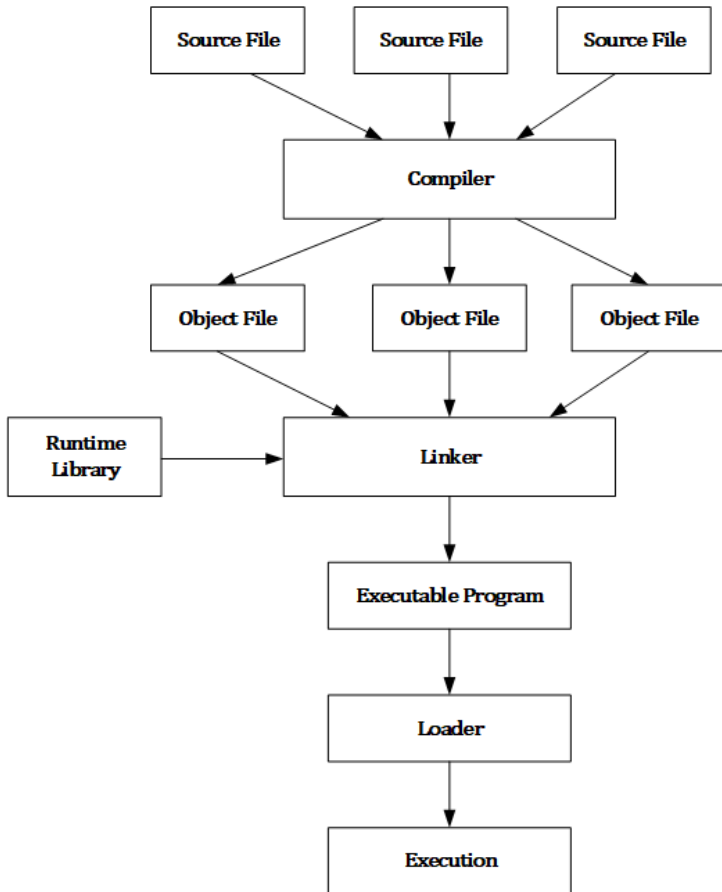 Source File
Source File
Source File
Compiler
Object File
Object File
Object File
Runtime
Library
Linker
Executable Program
Loader
Execution